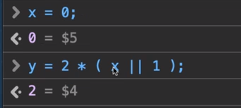 > x = 0;
< 0 = $5
> y = 2 * ( x || 1 );
< 2 = $4